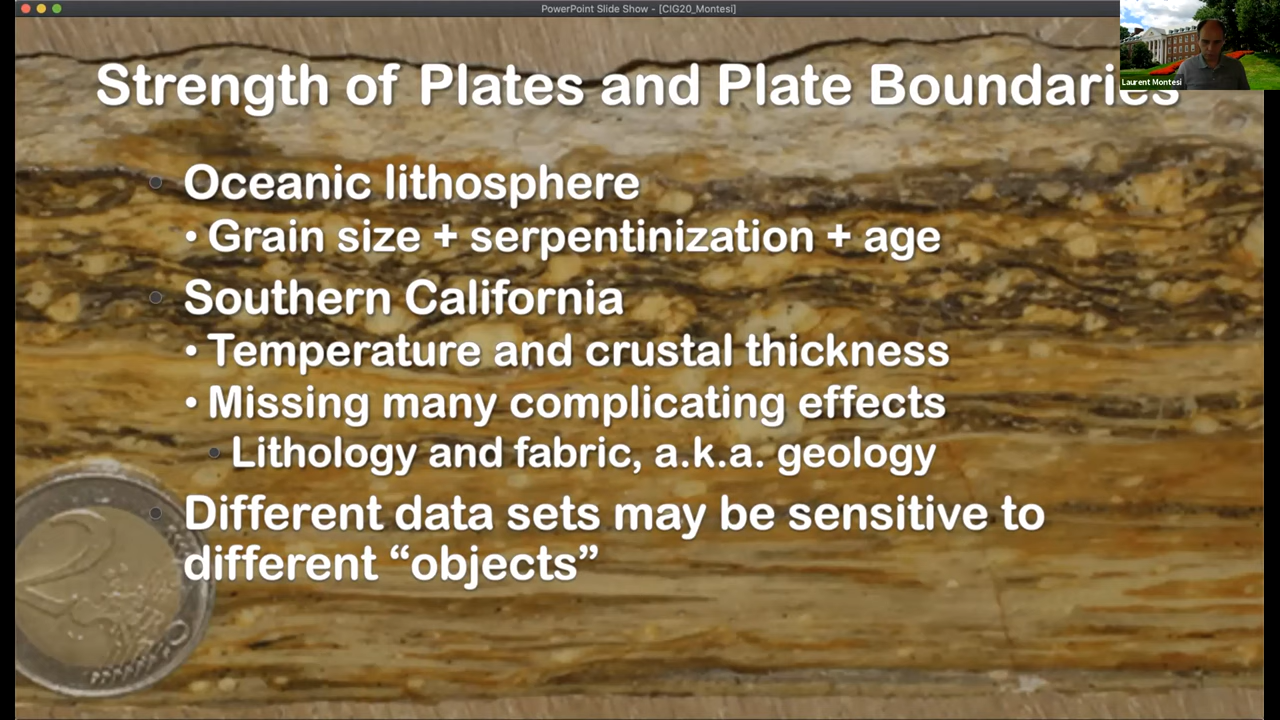 PowerPoint Slide Show - [CIG20_Montesi]
Laurent Montesi
Strength of Plates and Plate Boundaries
Oceanic lithosphere
• Grain size + serpentinization + age
Southern California
• Temperature and crustal thickness
• Missing many complicating effects
Lithology and fabric, a.k.a. geology
Different data sets may be sensitive to
different “objects”
2